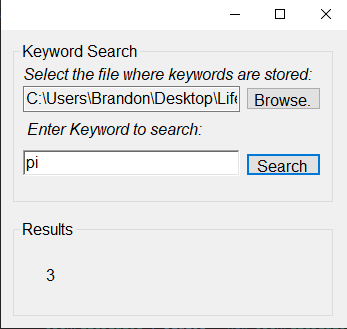 Keyword Search
Select the file where keywords are stored:
C:\Users\Brandon\Desktop\Life
Browse.
Enter Keyword to search:
pi
Search
Results
3